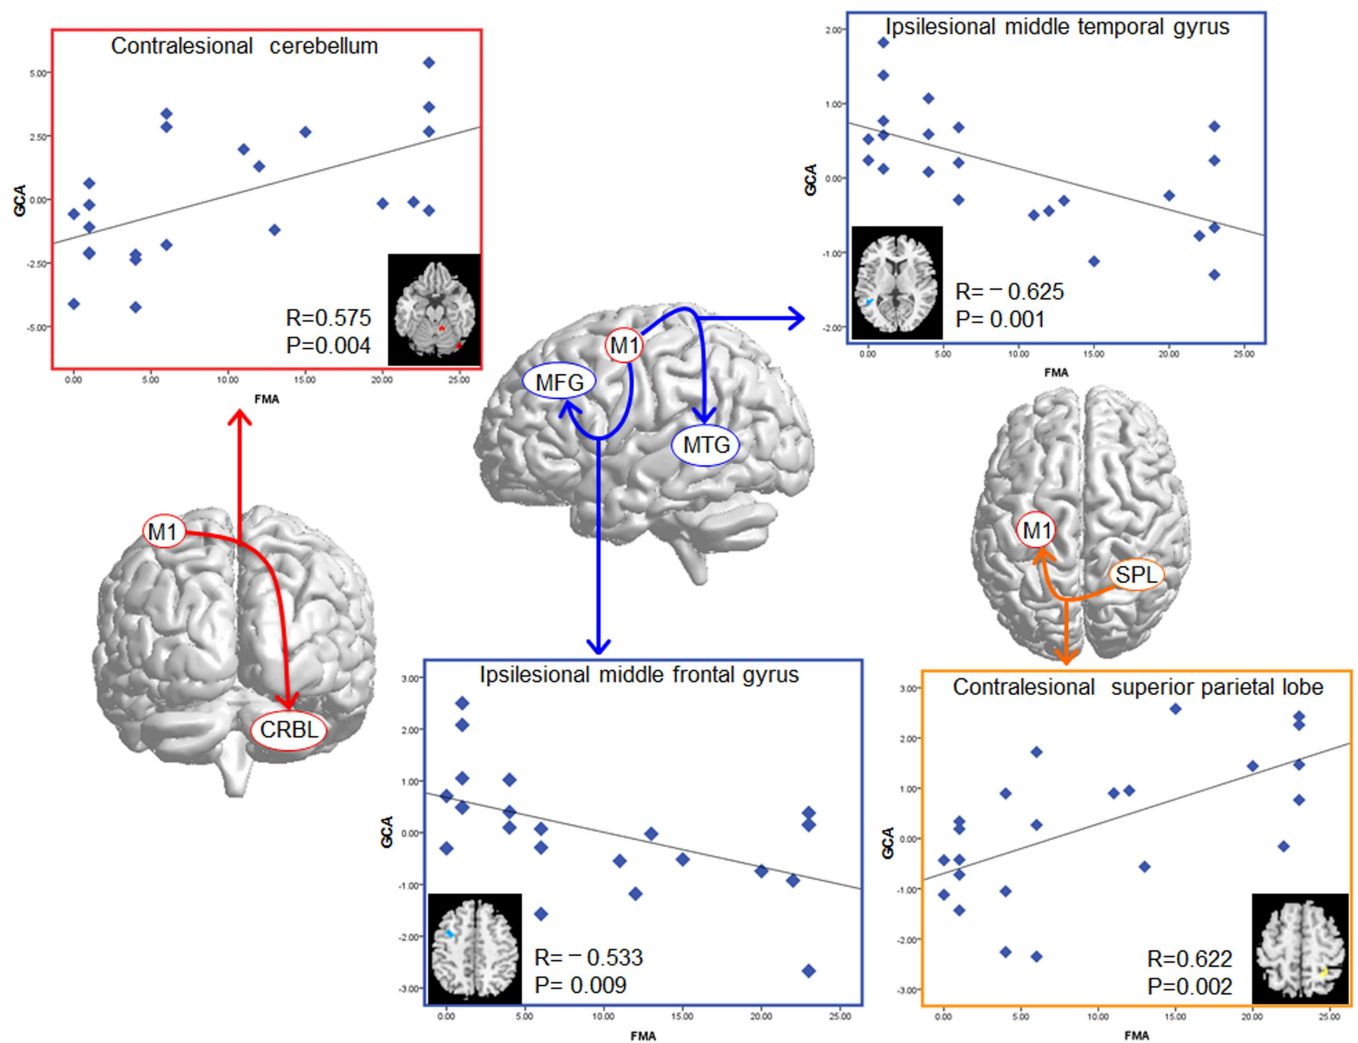 Contralesional cerebellum
5.00
2.50
0.00
-2.50
-5.00
GCA
R=0.575
P=0.004
0.00 5.00 10.00 15.00 20.00 25.00
FMA
Ipsilesional middle temporal gyrus
2.00
1.00
0.00
-1.00
-2.00
GCA
R=－0.625
P= 0.001
0.00 5.00 10.00 15.00 20.00 25.00
FMA
M1
MFG
MTG
M1
CRBL
M1
SPL
Ipsilesional middle frontal gyrus
3.00
2.00
1.00
0.00
-1.00
-2.00
-3.00
GCA
R=－0.533
P= 0.009
0.00 5.00 10.00 15.00 20.00 25.00
FMA
Contralesional superior parietal lobe
3.00
2.00
1.00
0.00
-1.00
-2.00
-3.00
GCA
R=0.622
P=0.002
0.00 5.00 10.00 15.00 20.00 25.00
FMA